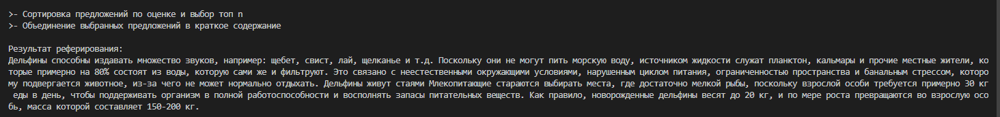 >- Сортировка предложений по оценке и выбор топ n
>- Объединение выбранных предложений в краткое содержание
Результат реферирования:
Дельфины способны издавать множество звуков, например: щебет, свист, лай, щелканье и т.д. Поскольку они не могут пить морскую воду, источником жидкости служат планктон, кальмары и прочие местные жители, ко
торые примерно на 80% состоят из воды, которую сами же и фильтруют. Это связано с неестественными окружающими условиями, нарушенным циклом питания, ограниченностью пространства и банальным стрессом, которо
му подвергается животное, из-за чего не может нормально отдыхать. Дельфины живут стаями Млекопитающие стараются выбирать места, где достаточно мелкой рыбы, поскольку взрослой особи требуется примерно 30 кг
еды в день, чтобы поддерживать организм в полной работоспособности и восполнять запасы питательных веществ. Как правило, новорожденные дельфины весят до 20 кг, и по мере роста превращаются во взрослую осо
бь, масса которой составляет 150-200 кг.